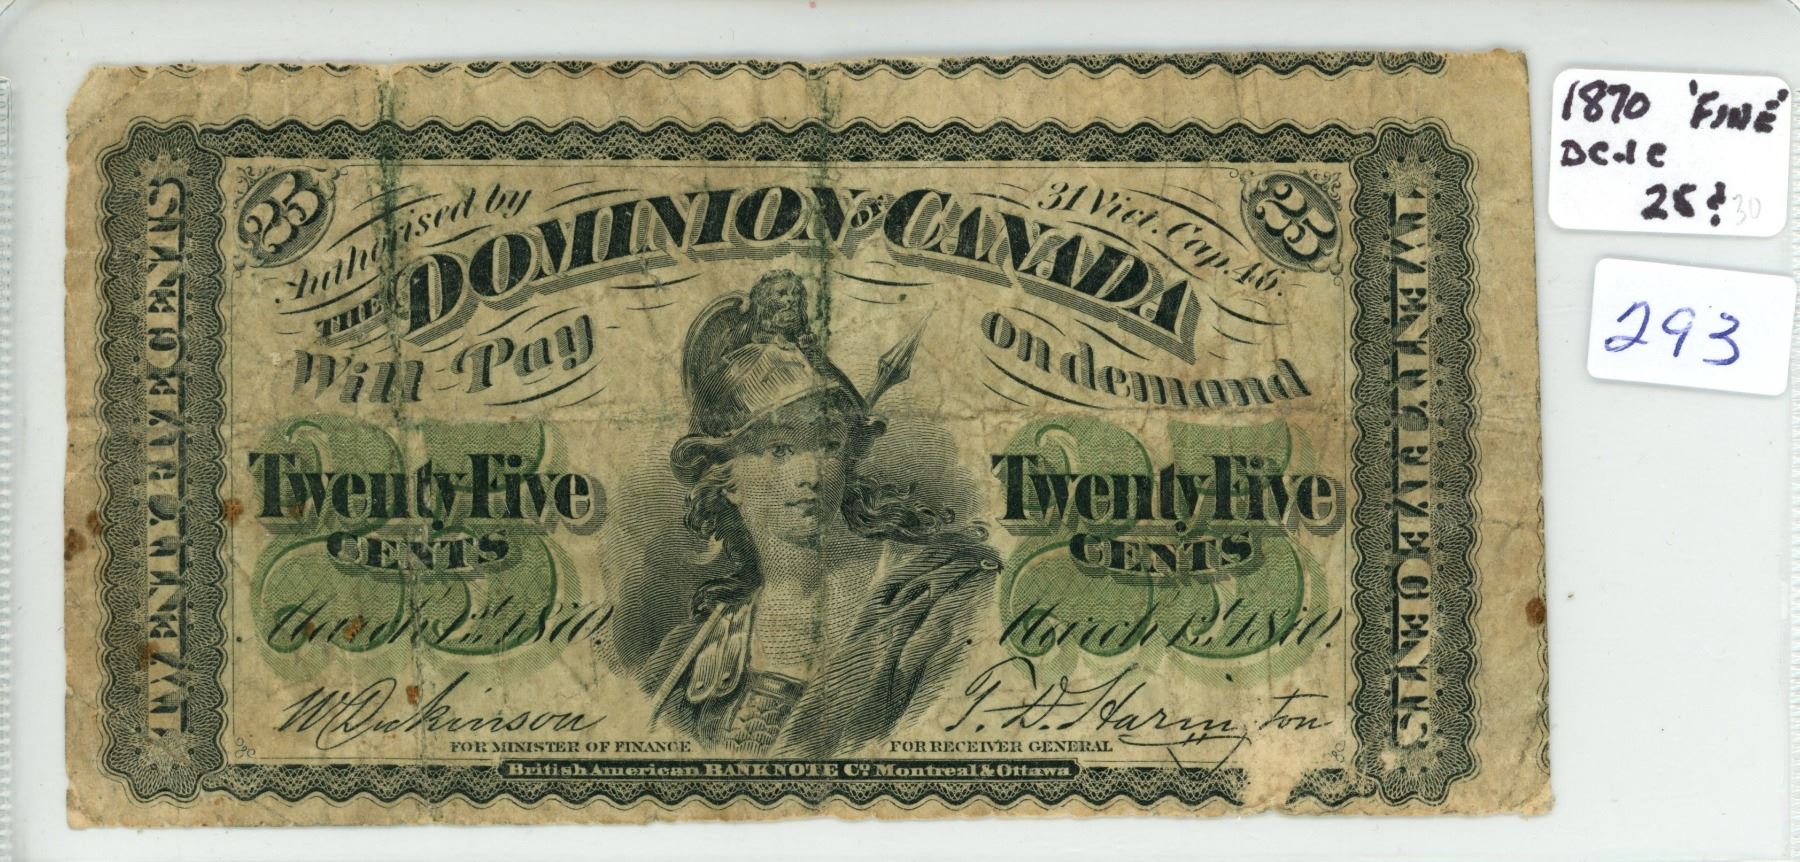 25
Authorised by
31 Vict. Cap. 46.
25
THE DOMINION OF CANADA
Will Pay
on demand
Twenty Five
CENTS
March 1st 1870.
Twenty Five
CENTS
March 1st 1870.
W Dickinson
FOR MINISTER OF FINANCE
T. D. Harington
FOR RECEIVER GENERAL
British American BANK NOTE Co. Montreal & Ottawa
TWENTY FIVE CENTS
TWENTY FIVE CENTS
1870 'FINE'
25¢ 30
293